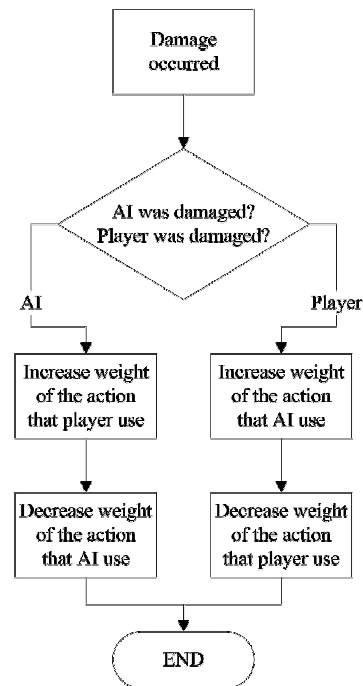 Damage
occurred
AI was damaged?
Player was damaged?
AI
Player
Increase weight
of the action
that player use
Increase weight
of the action
that AI use
Decrease weight
of the action
that AI use
Decrease weight
of the action
that player use
END